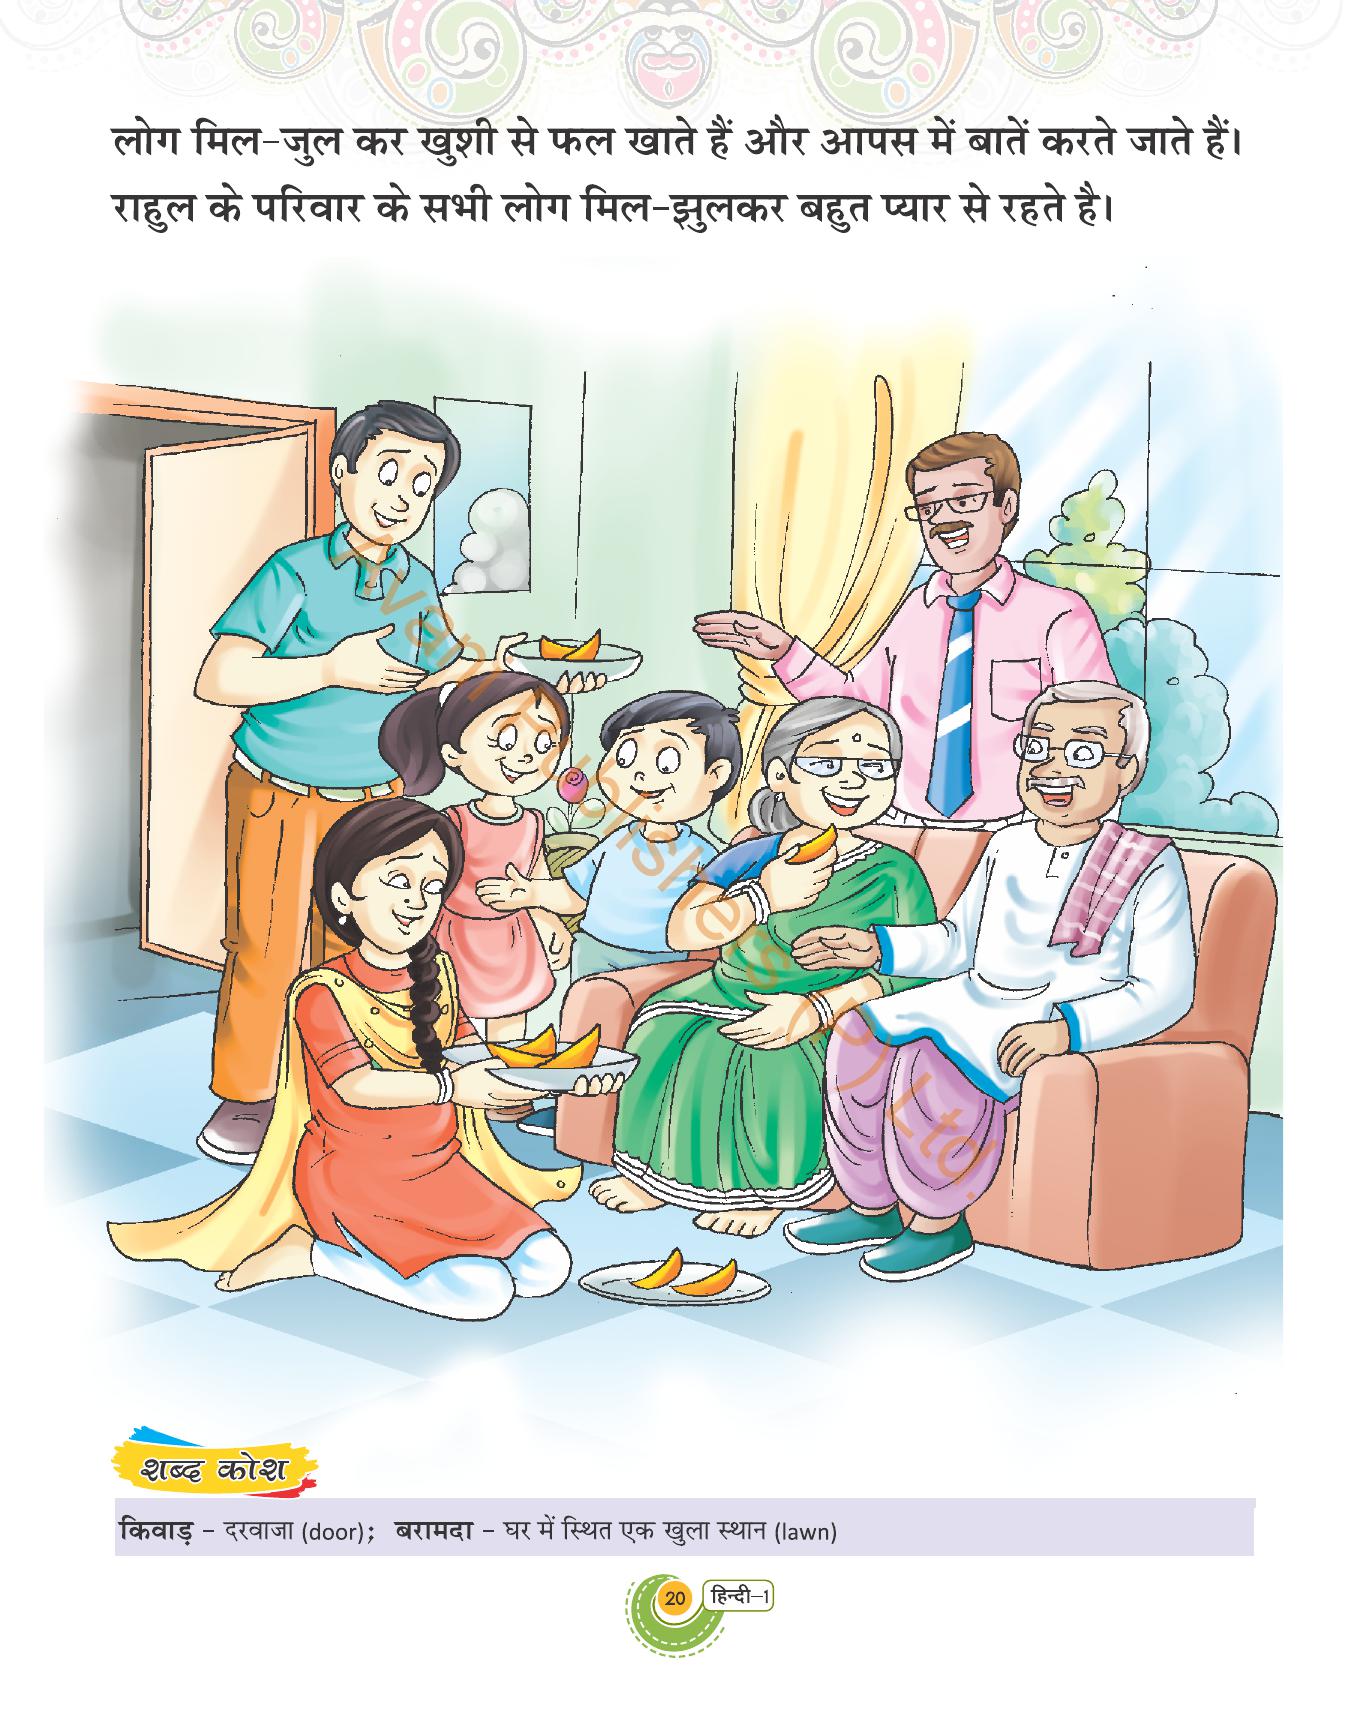 लोग मिल-जुल कर खुशी से फल खाते हैं और आपस में बातें करते जाते हैं।
राहुल के परिवार के सभी लोग मिल-झुलकर बहुत प्यार से रहते है।
Publishers (P) Ltd.
शब्द कोश
किवाड़ - दरवाजा (door); बरामदा - घर में स्थित एक खुला स्थान (lawn)
20 हिन्दी-1